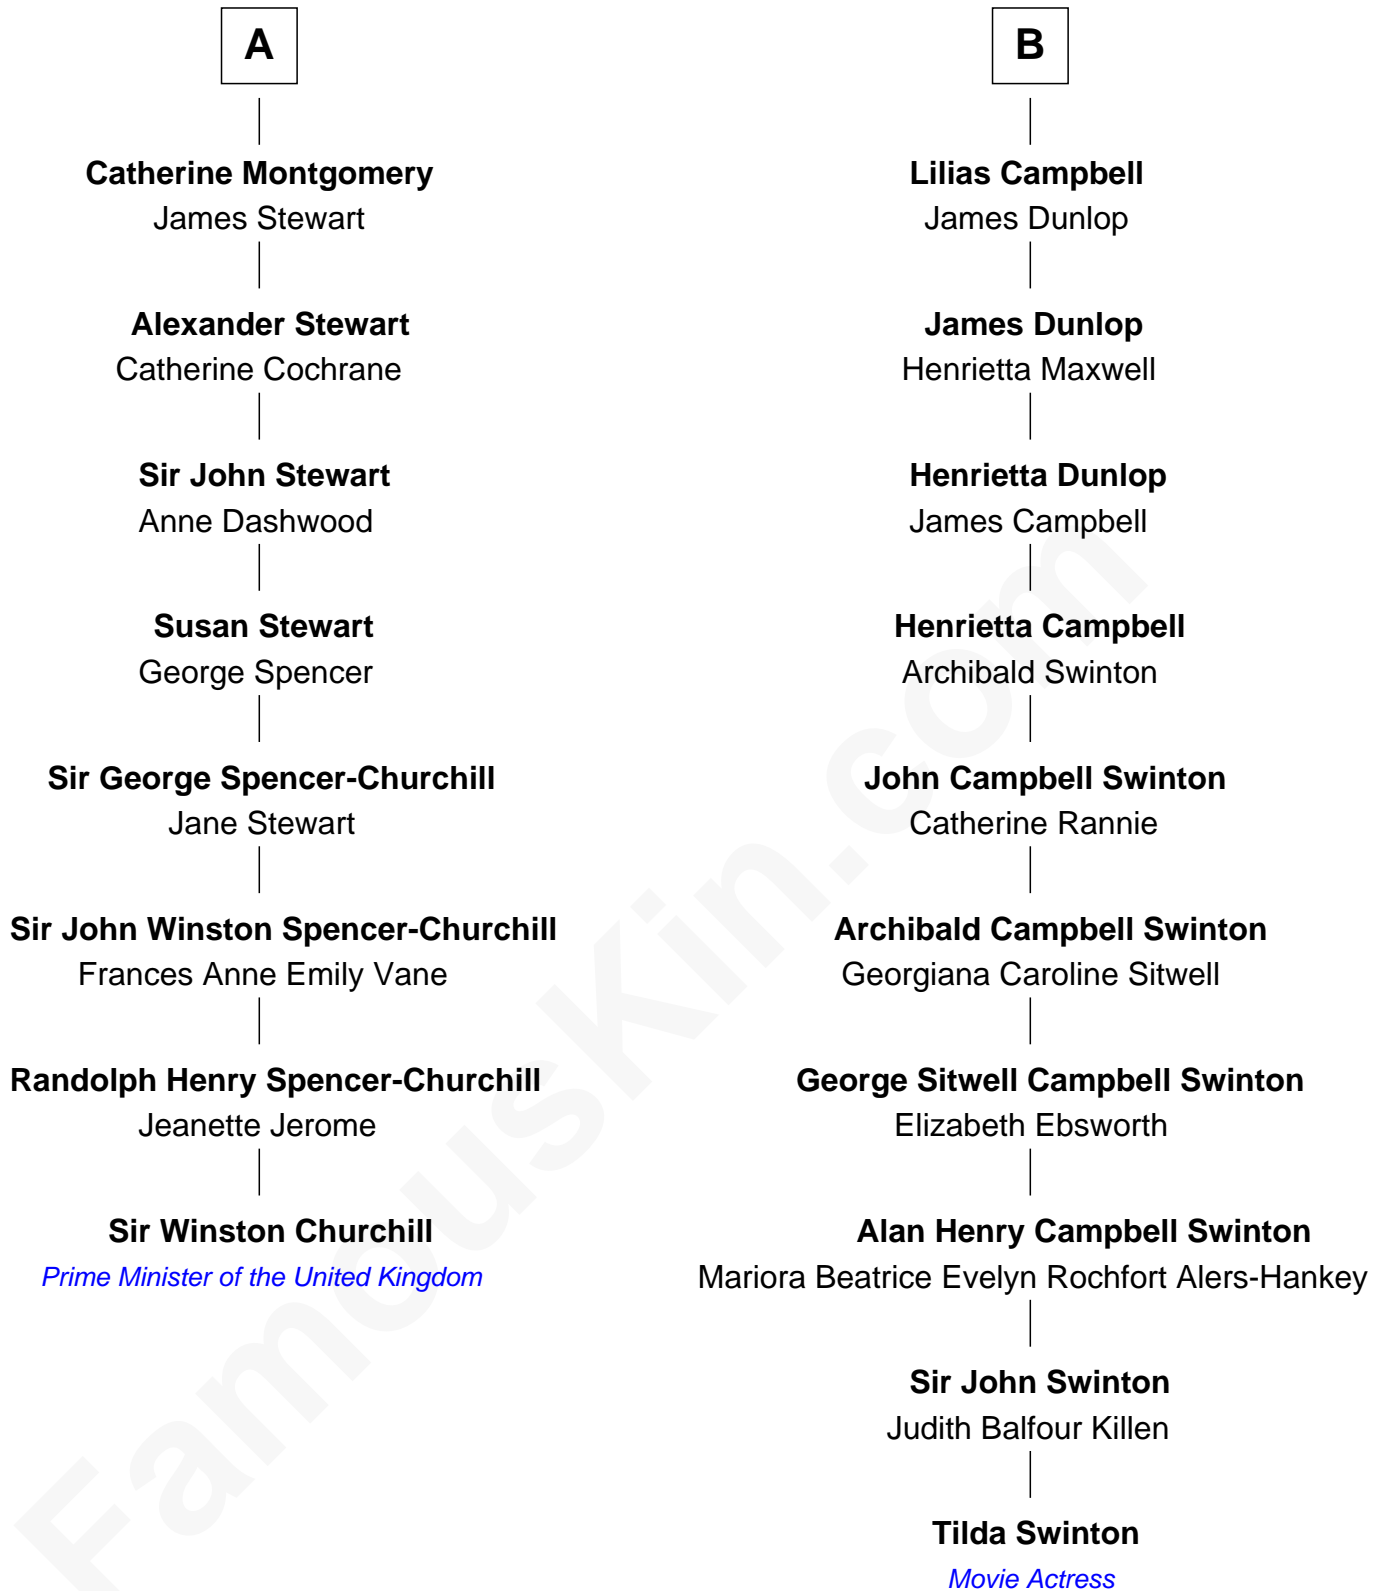 A
Catherine Montgomery
James Stewart
Alexander Stewart
Catherine Cochrane
Sir John Stewart
Anne Dashwood
Susan Stewart
George Spencer
Sir George Spencer-Churchill
Jane Stewart
Sir John Winston Spencer-Churchill
Frances Anne Emily Vane
Randolph Henry Spencer-Churchill
Jeanette Jerome
Sir Winston Churchill
Prime Minister of the United Kingdom
B
Lilias Campbell
James Dunlop
James Dunlop
Henrietta Maxwell
Henrietta Dunlop
James Campbell
Henrietta Campbell
Archibald Swinton
John Campbell Swinton
Catherine Rannie
Archibald Campbell Swinton
Georgiana Caroline Sitwell
George Sitwell Campbell Swinton
Elizabeth Ebsworth
Alan Henry Campbell Swinton
Mariora Beatrice Evelyn Rochfort Alers-Hankey
Sir John Swinton
Judith Balfour Killen
Tilda Swinton
Movie Actress
FamousKin.com